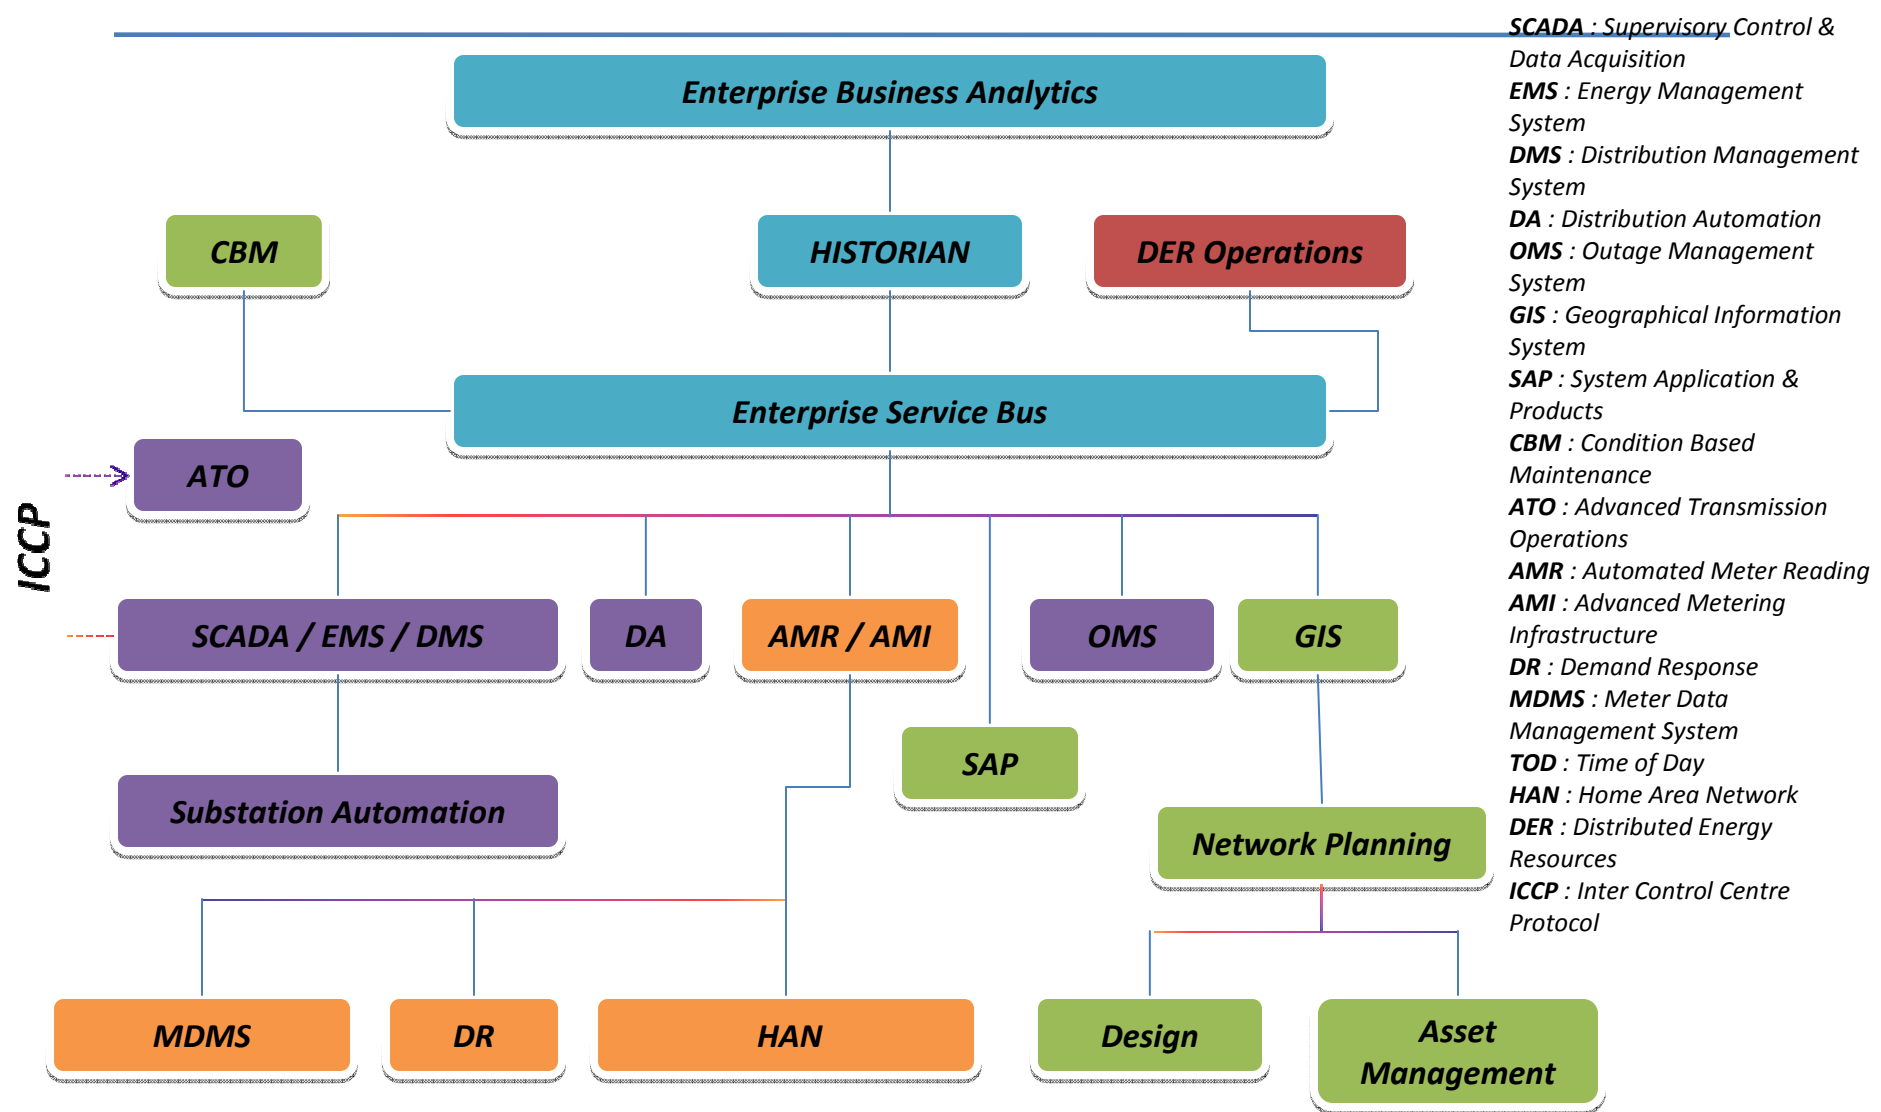 Enterprise Business Analytics
CBM
HISTORIAN
DER Operations
Enterprise Service Bus
ATO
ICCP
SCADA / EMS / DMS
DA
AMR / AMI
OMS
GIS
SAP
Substation Automation
Network Planning
MDMS
DR
HAN
Design
Asset
Management
SCADA : Supervisory Control &
Data Acquisition
EMS : Energy Management
System
DMS : Distribution Management
System
DA : Distribution Automation
OMS : Outage Management
System
GIS : Geographical Information
System
SAP : System Application &
Products
CBM : Condition Based
Maintenance
ATO : Advanced Transmission
Operations
AMR : Automated Meter Reading
AMI : Advanced Metering
Infrastructure
DR : Demand Response
MDMS : Meter Data
Management System
TOD : Time of Day
HAN : Home Area Network
DER : Distributed Energy
Resources
ICCP : Inter Control Centre
Protocol